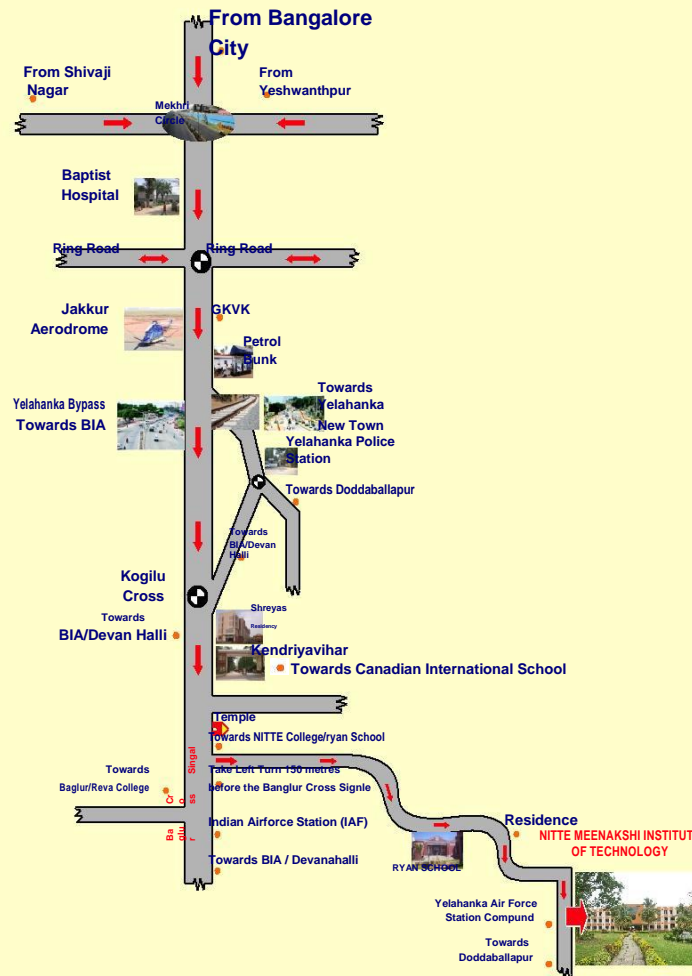 From Bangalore
City
From Shivaji
Nagar
From
Yeshwanthpur
Mekhri
Circle
Baptist
Hospital
Ring Road
Ring Road
Jakkur
Aerodrome
GKVK
Petrol
Bunk
Yelahanka Bypass
Towards BIA
Towards
Yelahanka
New Town
Yelahanka Police
Station
Towards Doddaballapur
Towards
BIA/Devan
Halli
Kogilu
Cross
Towards
BIA/Devan Halli
Shreyas
Residency
Kendriyavihar
Towards Canadian International School
Temple
Towards NITTE College/ryan School
Towards
Baglur/Reva College
Baglur
Cross
Singal
Take Left Turn 150 metres
before the Banglur Cross Signle
Indian Airforce Station (IAF)
Towards BIA / Devanahalli
RYAN SCHOOL
Residence
NITTE MEENAKSHI INSTITUT
OF TECHNOLOGY
Yelahanka Air Force
Station Compund
Towards
Doddaballapur